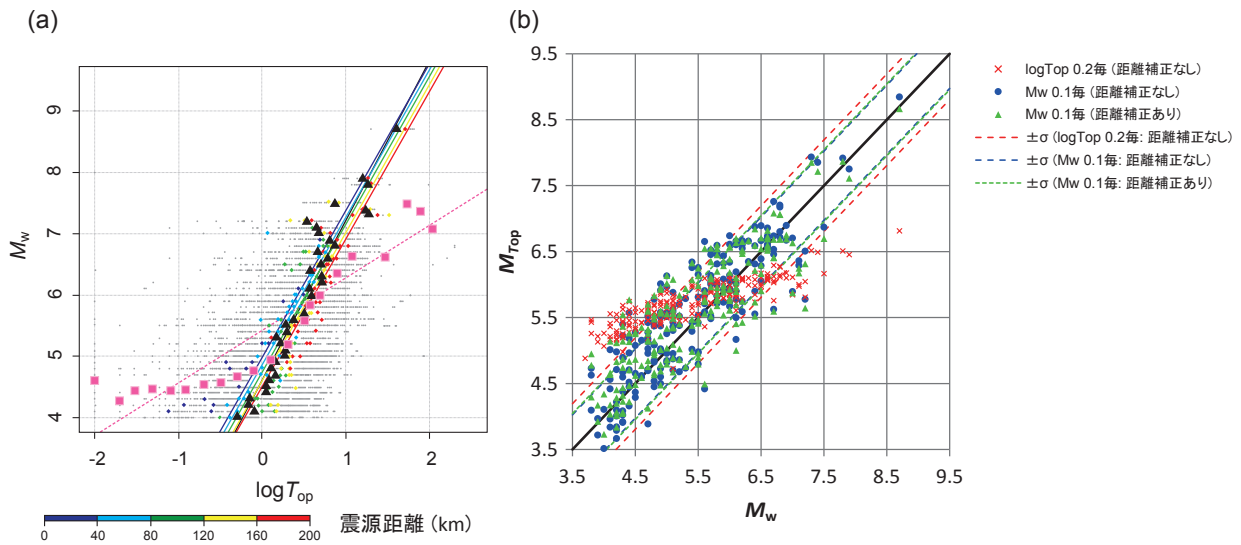 (a)
(b)
9
8
7
6
5
4
Mw
-2 -1 0 1 2
logTop
0 40 80 120 160 200
震源距離 (km)
9.5
8.5
7.5
6.5
5.5
4.5
3.5
MTop
3.5 4.5 5.5 6.5 7.5 8.5 9.5
Mw
logTop 0.2毎 (距離補正なし)
Mw 0.1毎 (距離補正なし)
Mw 0.1毎 (距離補正あり)
±σ (logTop 0.2毎: 距離補正なし)
±σ (Mw 0.1毎: 距離補正なし)
±σ (Mw 0.1毎: 距離補正あり)